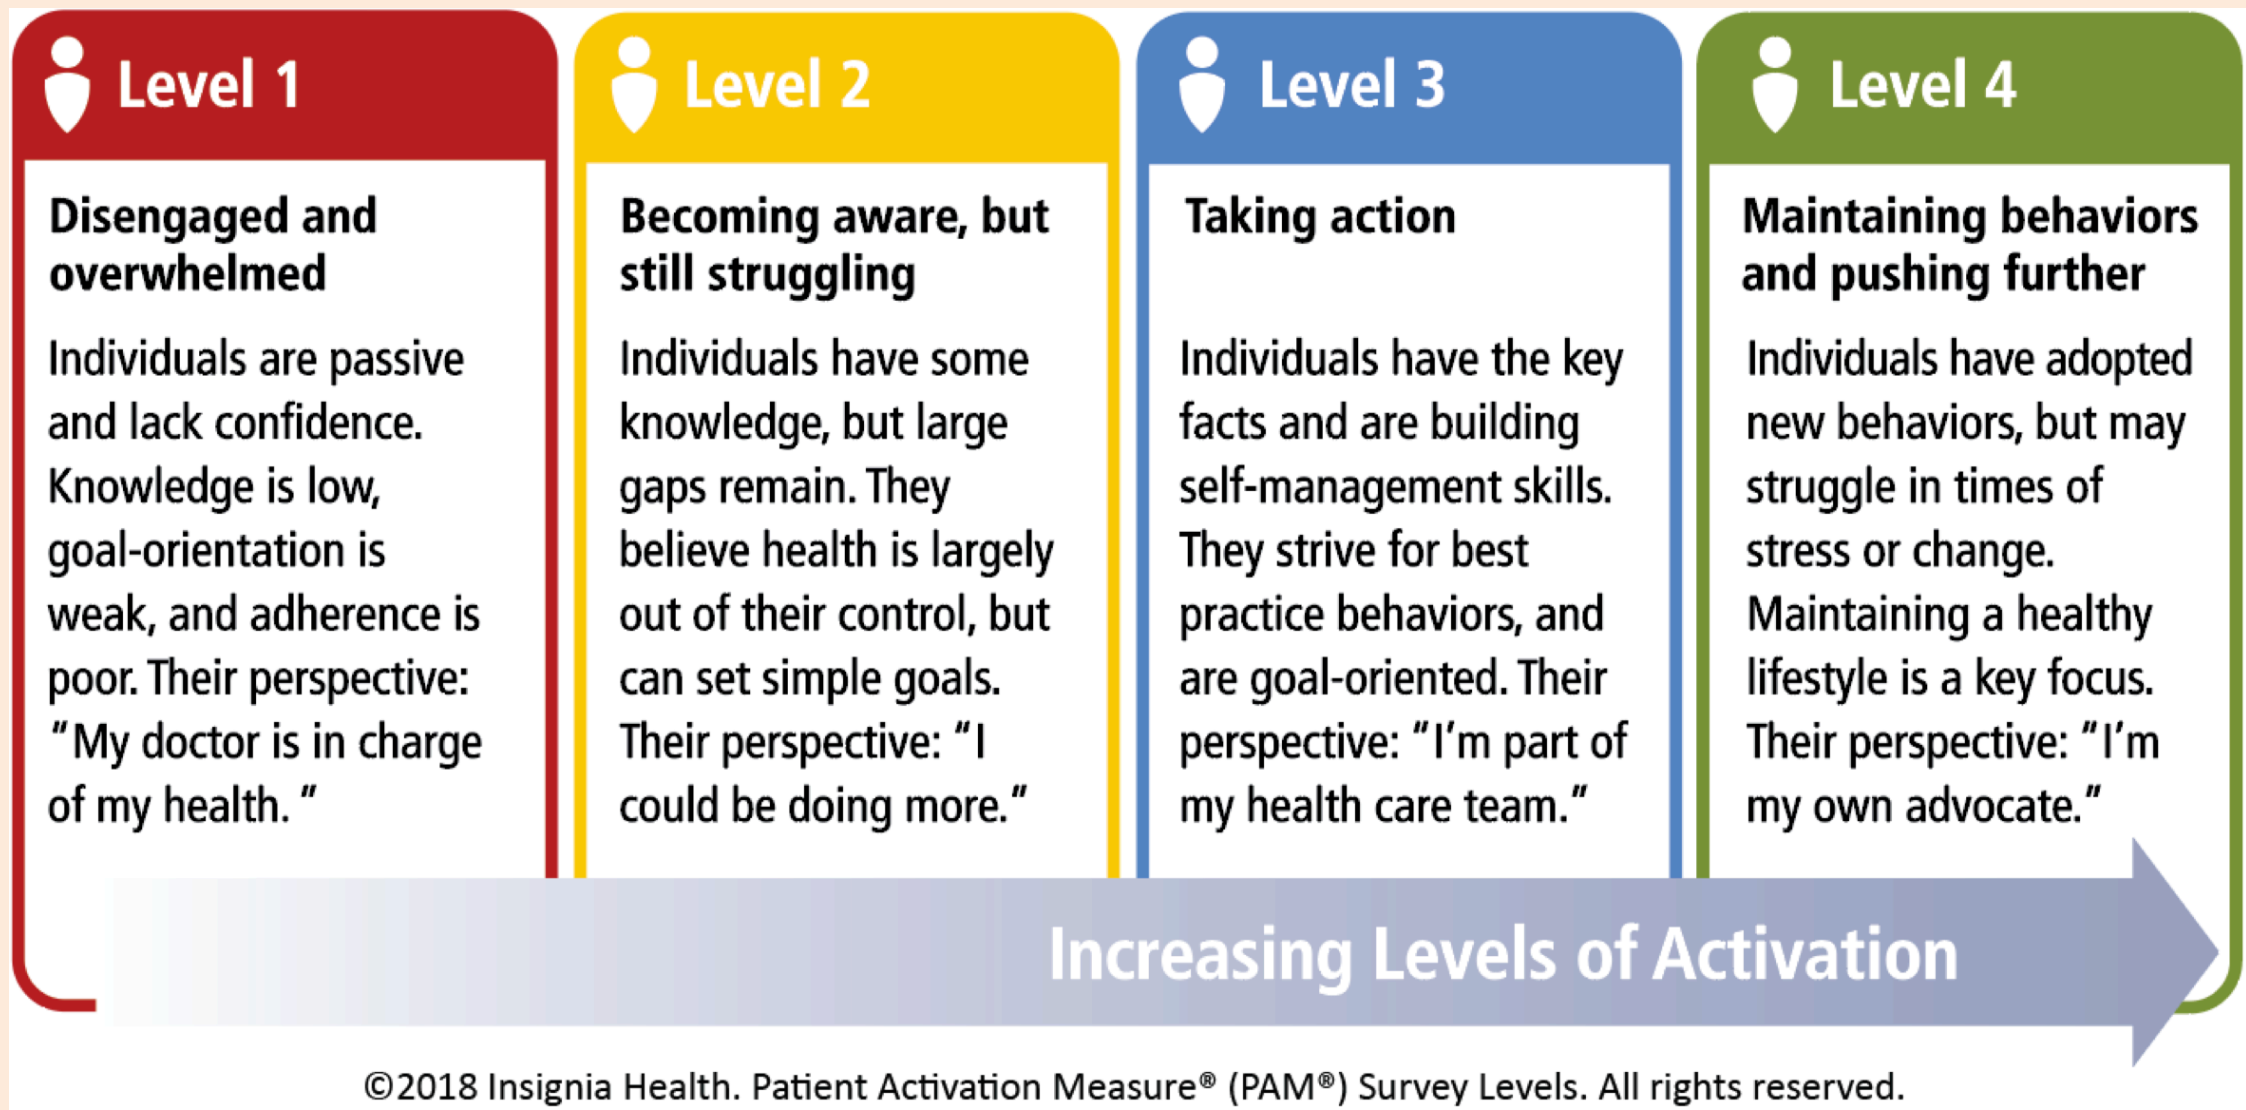 Level 1
Disengaged and
overwhelmed
Individuals are passive
and lack confidence.
Knowledge is low,
goal-orientation is
weak, and adherence is
poor. Their perspective:
"My doctor is in charge
of my health. "
Level 2
Becoming aware, but
still struggling
Individuals have some
knowledge, but large
gaps remain. They
believe health is largely
out of their control, but
can set simple goals.
Their perspective: "I
could be doing more."
Level 3
Taking action
Individuals have the key
facts and are building
self-management skills.
They strive for best
practice behaviors, and
are goal-oriented. Their
perspective: "I'm part of
my health care team."
Level 4
Maintaining behaviors
and pushing further
Individuals have adopted
new behaviors, but may
struggle in times of
stress or change.
Maintaining a healthy
lifestyle is a key focus.
Their perspective: "I'm
my own advocate."
Increasing Levels of Activation
©2018 Insignia Health. Patient Activation Measure® (PAM®) Survey Levels. All rights reserved.